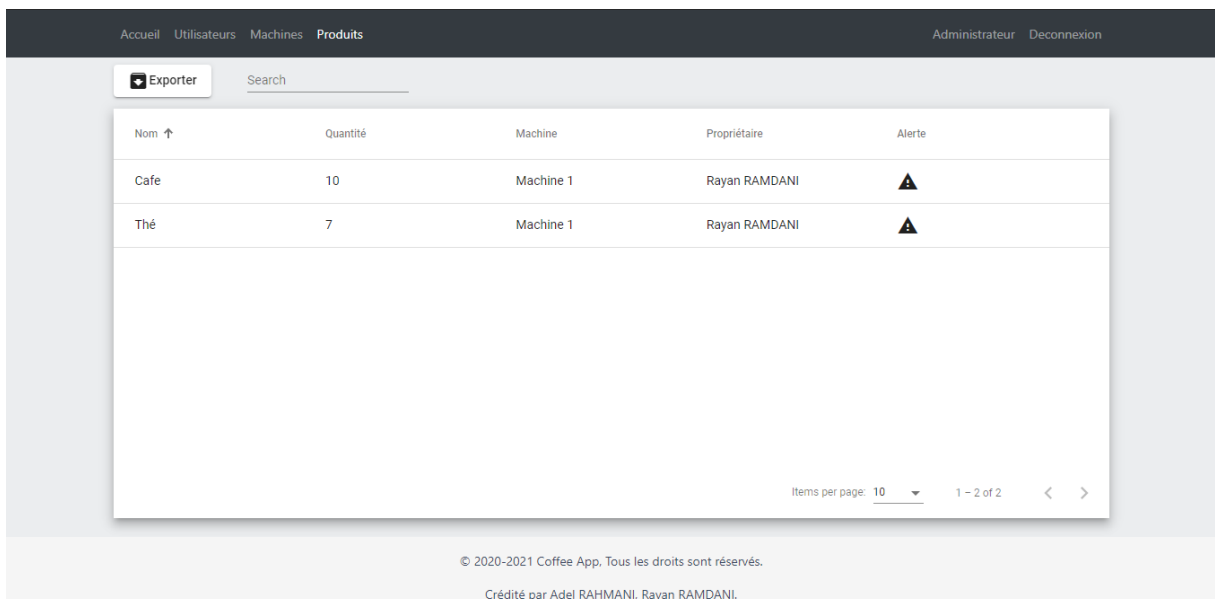 Accueil Utilisateurs Machines Produits Administrateur Deconnexion
Exporter Search
Nom Quantité Machine Propriétaire Alerte
Cafe 10 Machine 1 Rayan RAMDANI
Thé 7 Machine 1 Rayan RAMDANI
Items per page: 10 1 – 2 of 2
© 2020-2021 Coffee App, Tous les droits sont réservés.
Crédité par Adel RAHMANI, Rayan RAMDANI.